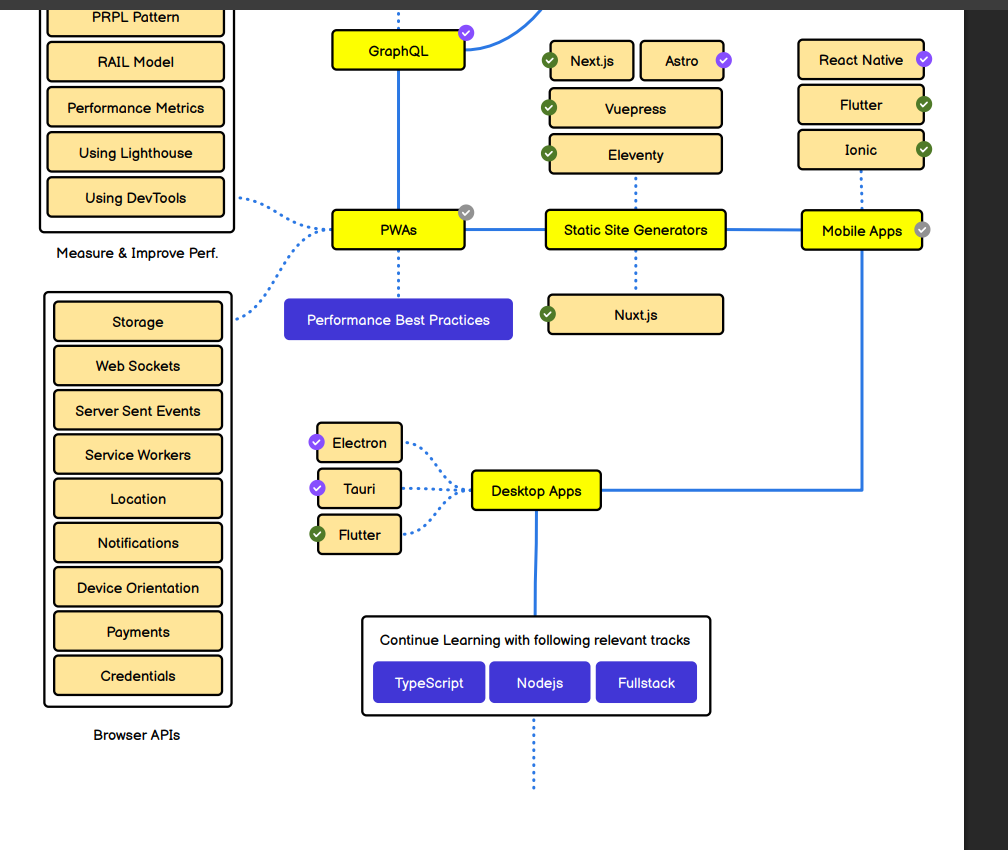 PRPL Pattern
RAIL Model
Performance Metrics
Using Lighthouse
Using DevTools
Measure & Improve Perf.
Storage
Web Sockets
Server Sent Events
Service Workers
Location
Notifications
Device Orientation
Payments
Credentials
Browser APIs
GraphQL
PWAs
Performance Best Practices
Next.js
Astro
Vuepress
Eleventy
Static Site Generators
Nuxt.js
React Native
Flutter
Ionic
Mobile Apps
Electron
Tauri
Flutter
Desktop Apps
Continue Learning with following relevant tracks
TypeScript
Nodejs
Fullstack